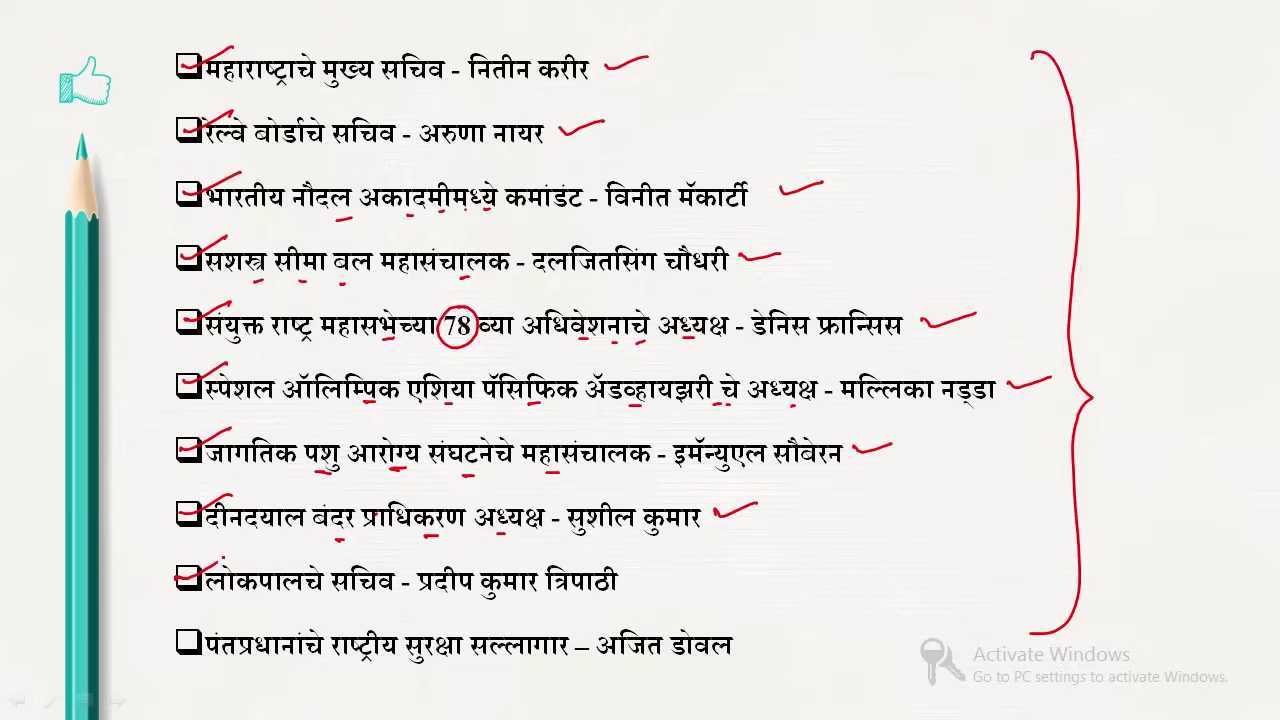 महाराष्ट्राचे मुख्य सचिव - नितीन करीर
रेल्वे बोर्डाचे सचिव - अरुणा नायर
भारतीय नौदल अकादमीमध्ये कमांडंट - विनीत मॅकार्टी
सशस्त्र सीमा बल महासंचालक - दलजितसिंग चौधरी
संयुक्त राष्ट्र महासभेच्या 78 व्या अधिवेशनाचे अध्यक्ष - डेनिस फ्रान्सिस
स्पेशल ऑलिम्पिक एशिया पॅसिफिक ॲडव्हायझरी चे अध्यक्ष - मल्लिका नड्डा
जागतिक पशु आरोग्य संघटनेचे महासंचालक - इमॅन्युएल सौबेरन
दीनदयाल बंदर प्राधिकरण अध्यक्ष - सुशील कुमार
लोकपालचे सचिव - प्रदीप कुमार त्रिपाठी
पंतप्रधानांचे राष्ट्रीय सुरक्षा सल्लागार – अजित डोवल
Activate Windows
Go to PC settings to activate Windows.